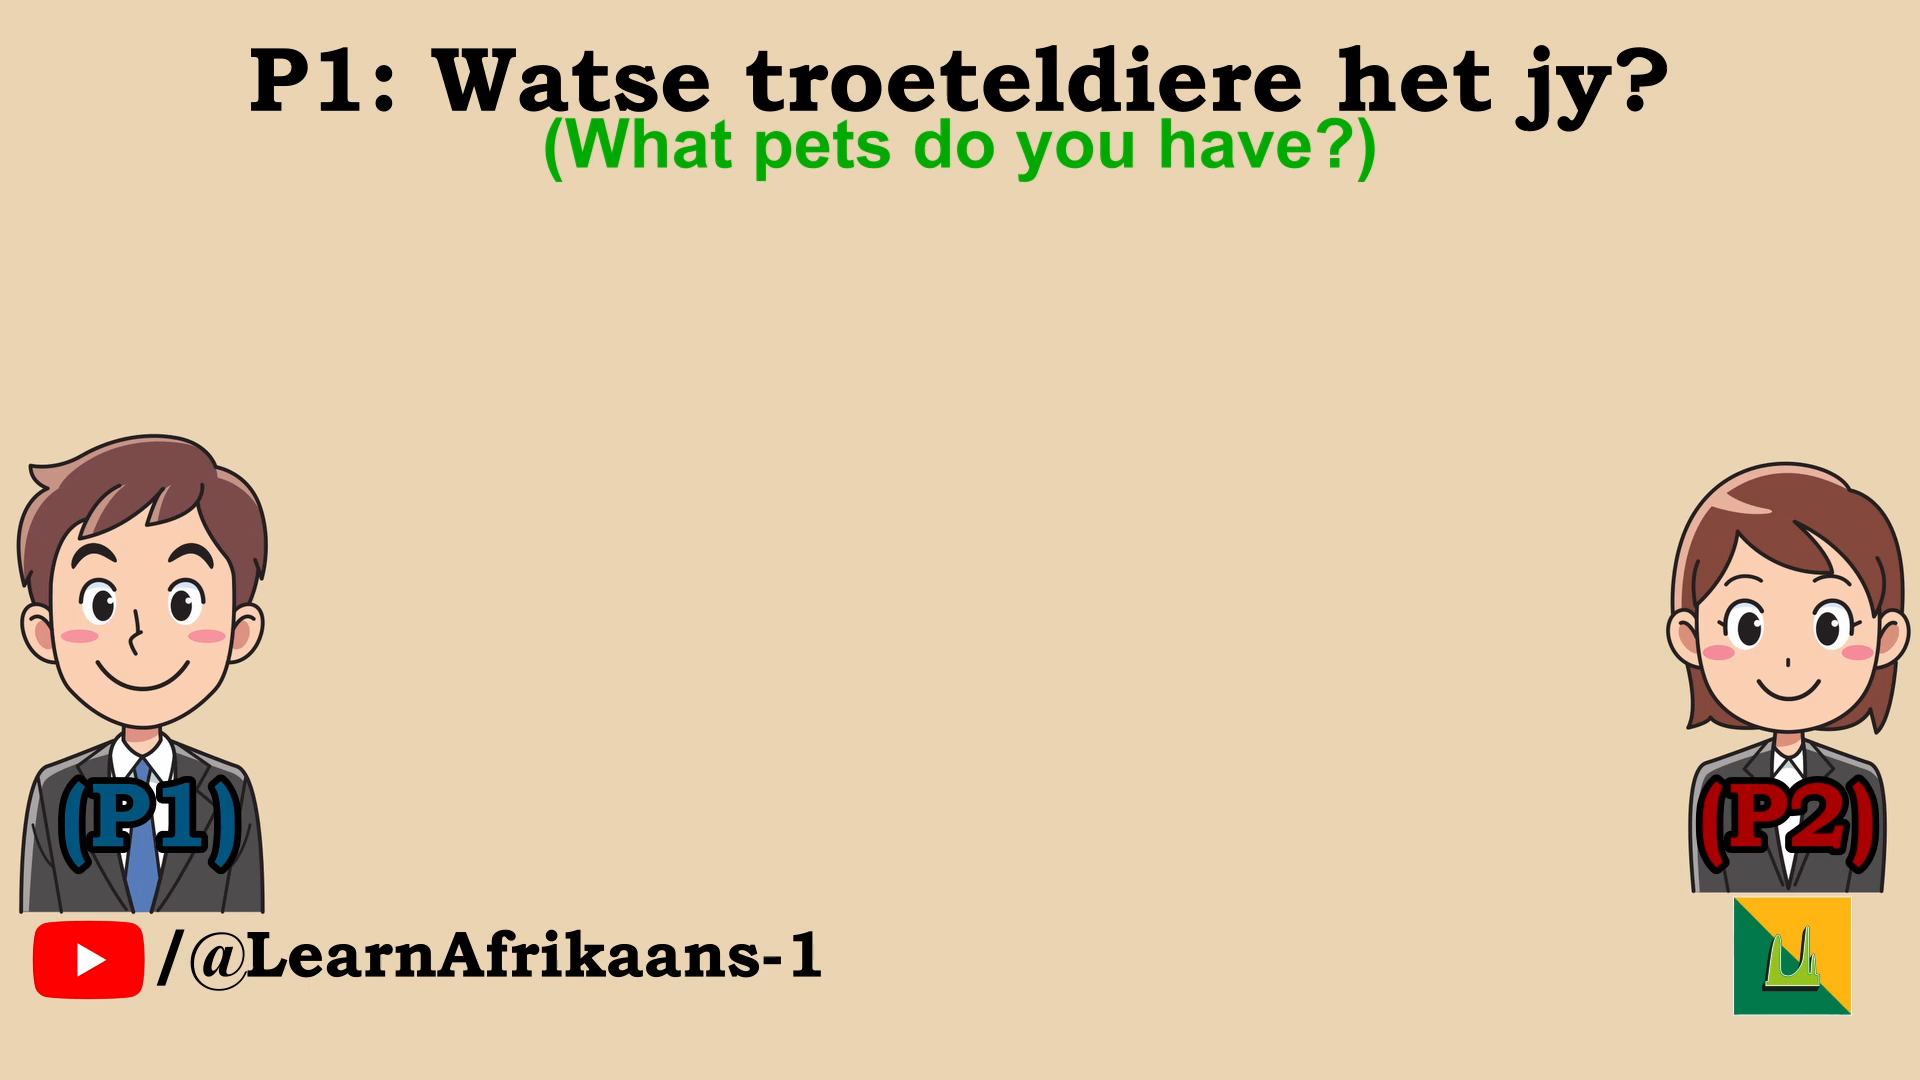 P1: Watse troeteldiere het jy?
(What pets do you have?)
(P1)
(P2)
/@LearnAfrikaans-1